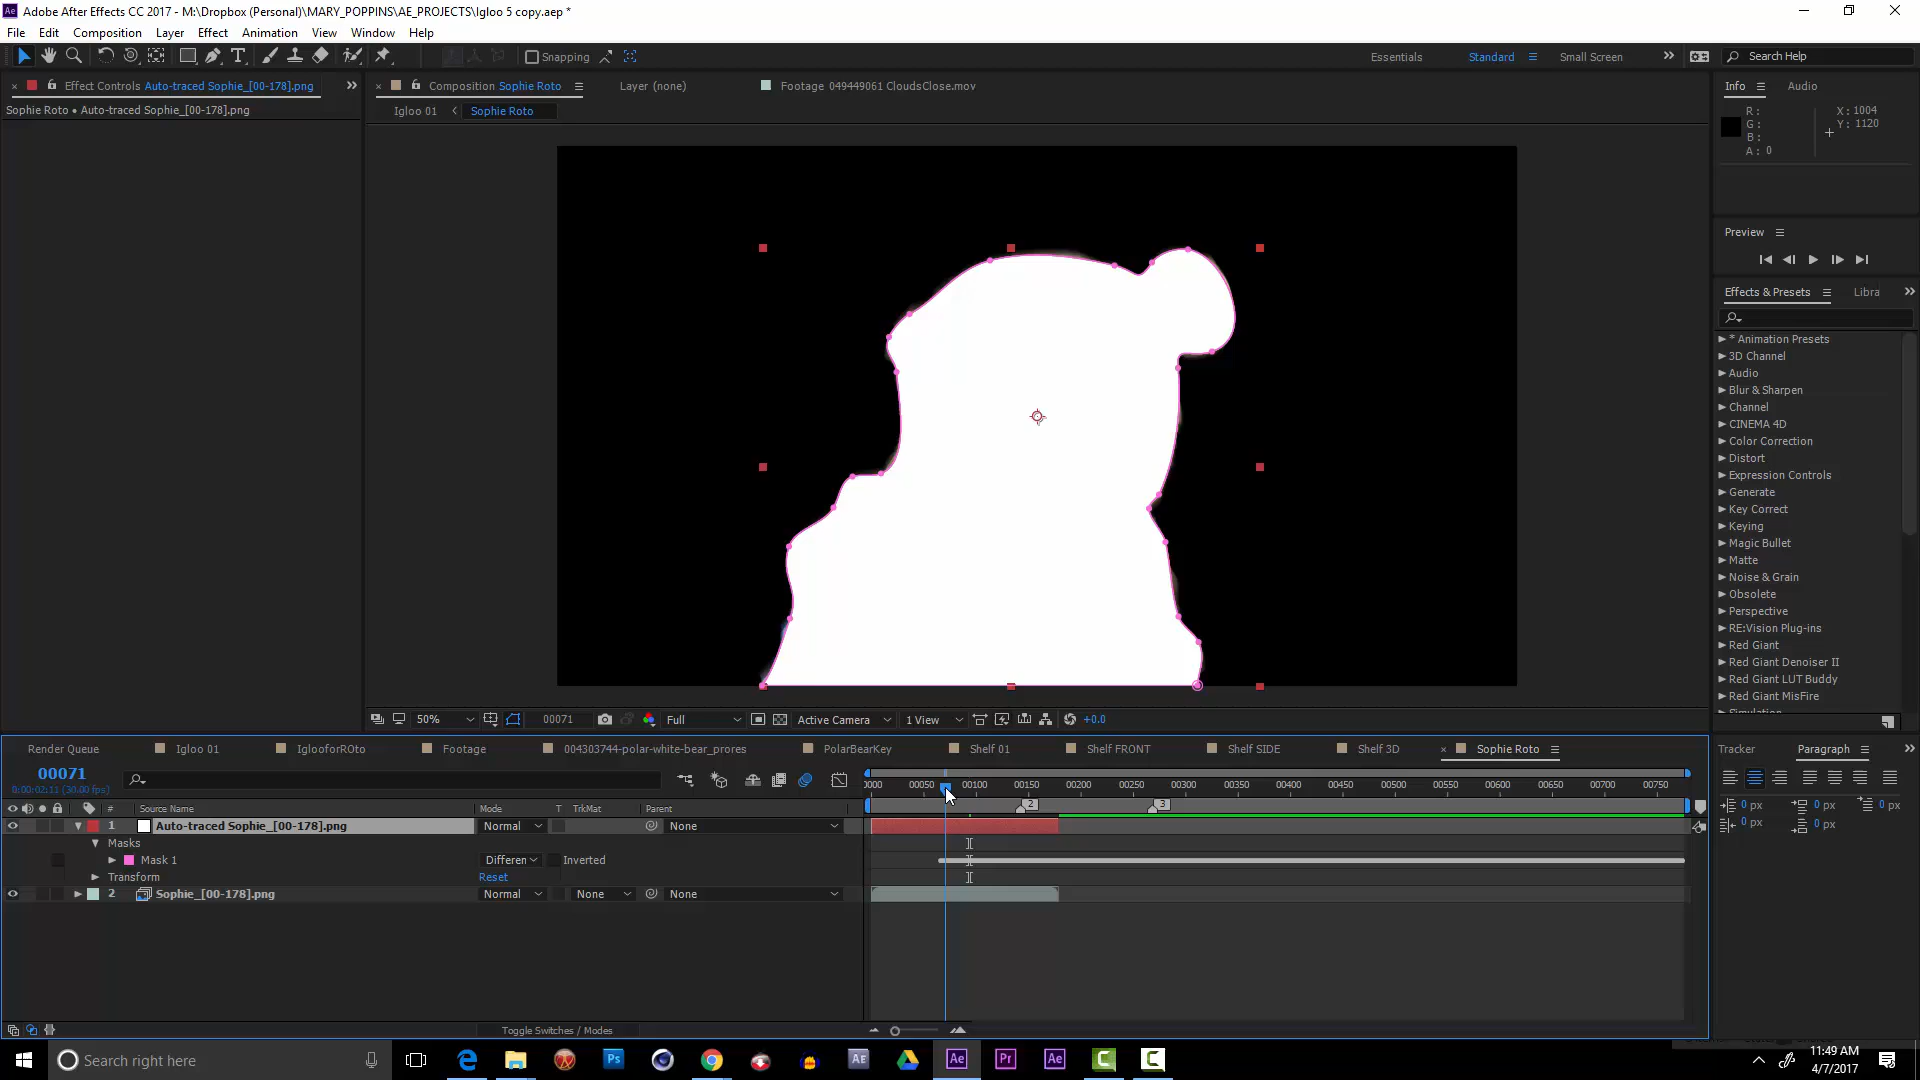 Adobe After Effects CC 2017 - M:\Dropbox (Personal)\MARY_POPPINS\AE_PROJECTS\Igloo 5 copy.aep *
File Edit Composition Layer Effect Animation View Window Help
Snapping Essentials Standard Small Screen Search Help
Effect Controls Auto-traced Sophie_[00-178].png Composition Sophie Roto Layer (none) Footage 049449061 CloudsClose.mov Info Audio
Sophie Roto • Auto-traced Sophie_[00-178].png Igloo 01 Sophie Roto
R: X: 1004
G: Y: 1120
B:
A: 0
Preview
Effects & Presets Libra
* Animation Presets
3D Channel
Audio
Blur & Sharpen
Channel
CINEMA 4D
Color Correction
Distort
Expression Controls
Generate
Key Correct
Keying
Magic Bullet
Matte
Noise & Grain
Obsolete
Perspective
RE:Vision Plug-ins
Red Giant
Red Giant Denoiser II
Red Giant LUT Buddy
Red Giant MisFire
50% 00071 Full Active Camera 1 View +0.0
Render Queue Igloo 01 IglooforROto Footage 004303744-polar-white-bear_prores PolarBearKey Shelf 01 Shelf FRONT Shelf SIDE Shelf 3D Sophie Roto Tracker Paragraph
00071
0:00:02:11 (30.00 fps)
0000 00050 00100 00150 00200 00250 00300 00350 00400 00450 00500 00550 00600 00650 00700 00750
# Source Name Mode T TrkMat Parent 2 3
0 px 0 px 0 px
0 px 0 px
1 Auto-traced Sophie_[00-178].png Normal None
Masks
Mask 1 Differen Inverted
Transform Reset
2 Sophie_[00-178].png Normal None None
Toggle Switches / Modes
Search right here 11:49 AM
4/7/2017